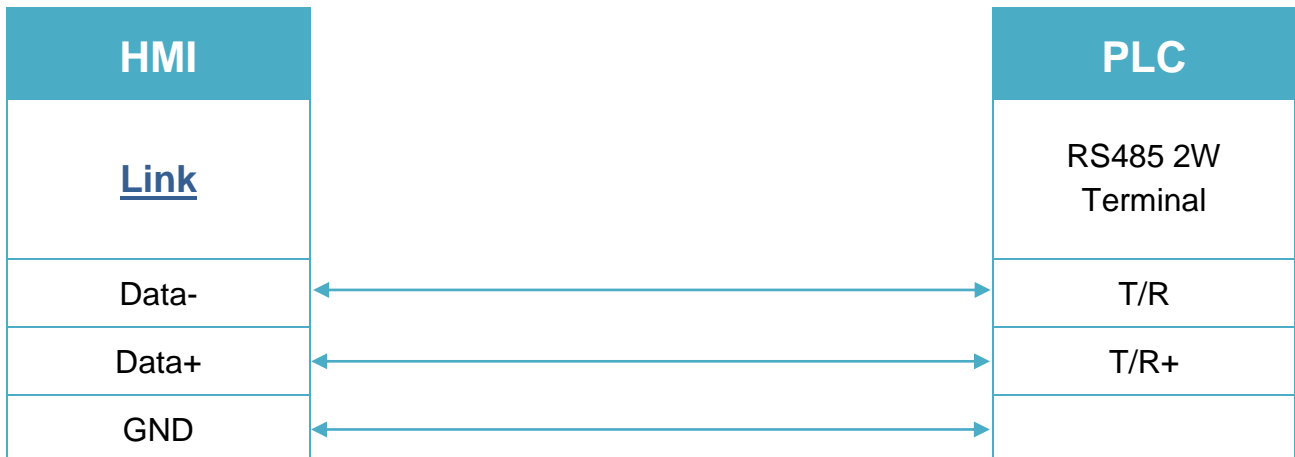 HMI
PLC
Link
RS485 2W
Terminal
Data-
T/R
Data+
T/R+
GND